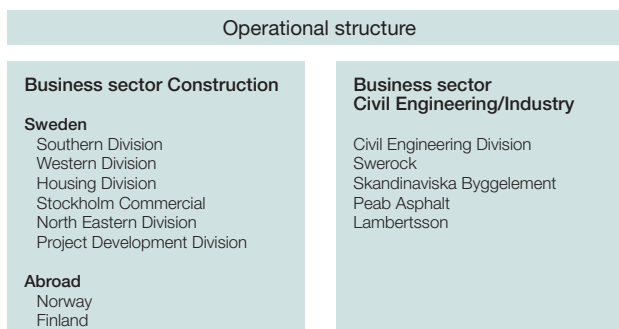 Operational structure
Business sector Construction
Sweden
Southern Division
Western Division
Housing Division
Stockholm Commercial
North Eastern Division
Project Development Division
Abroad
Norway
Finland
Business sector
Civil Engineering/Industry
Civil Engineering Division
Swerock
Skandinaviska Byggelement
Peab Asphalt
Lambertsson